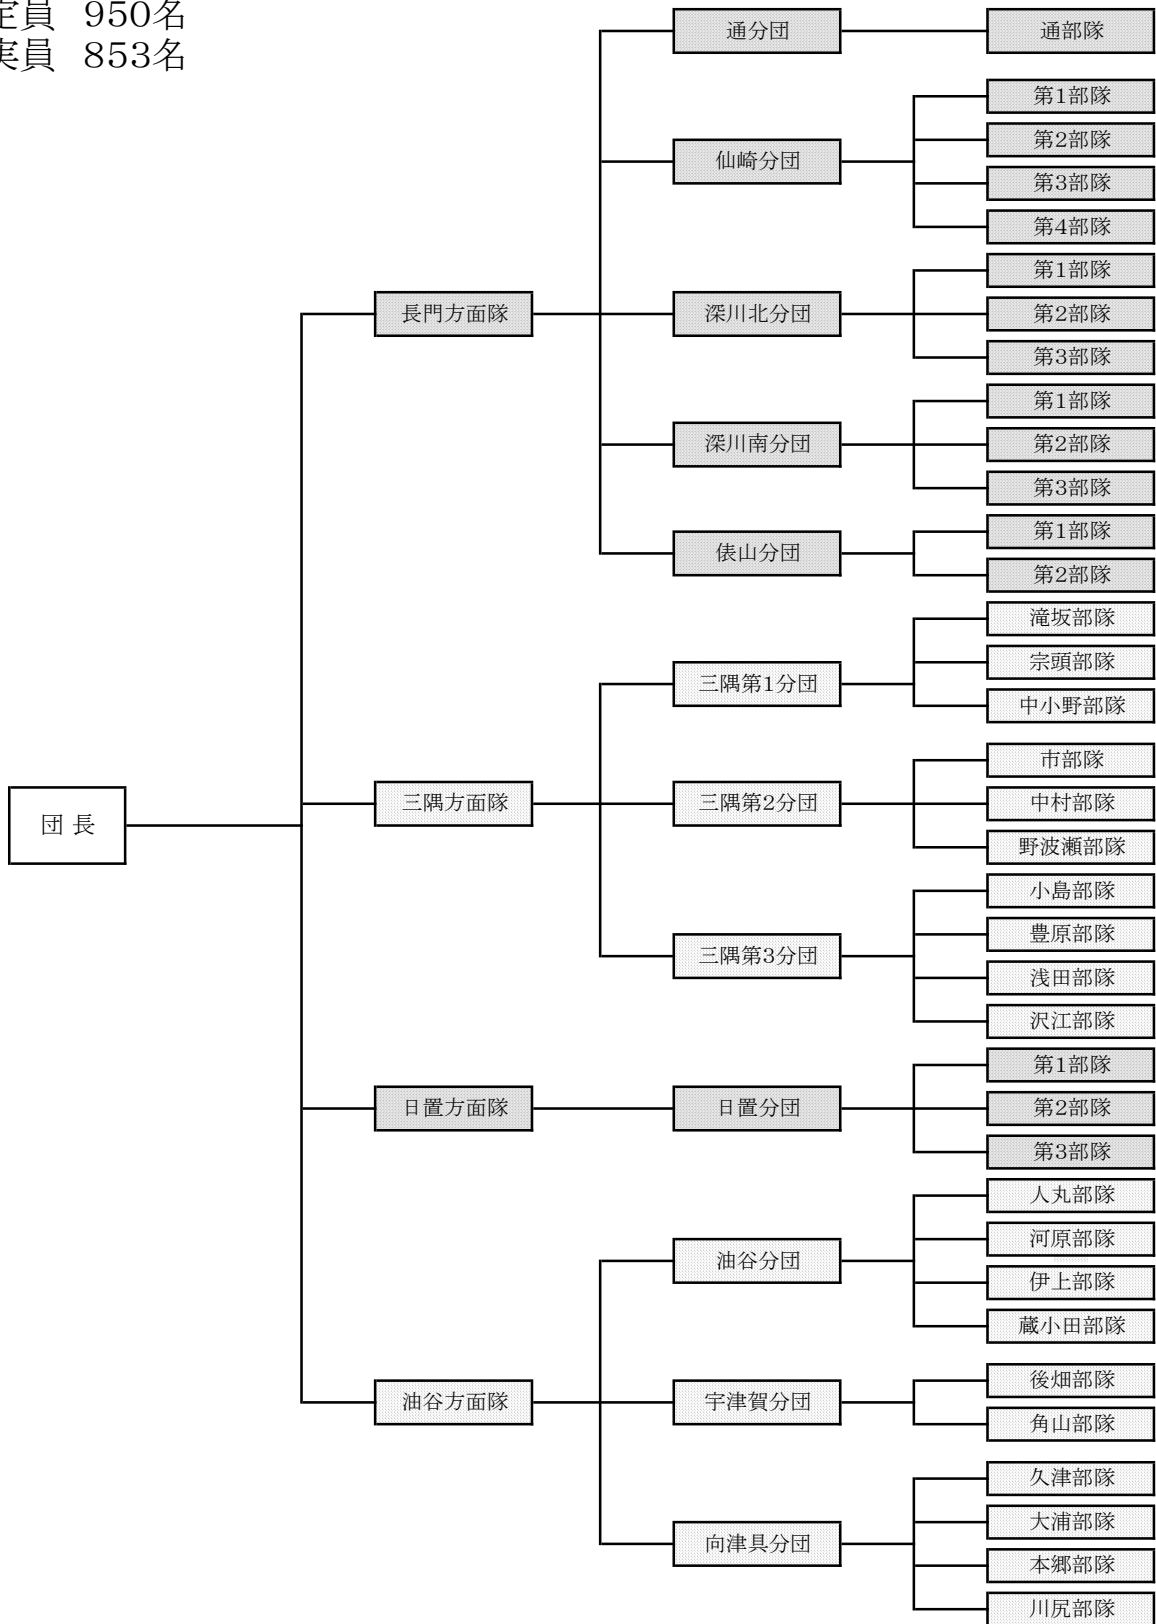 定員 950名
実員 853名
団 長
長門方面隊
通分団
通部隊
仙崎分団
第1部隊
第2部隊
第3部隊
第4部隊
深川北分団
第1部隊
第2部隊
第3部隊
深川南分団
第1部隊
第2部隊
第3部隊
俵山分団
第1部隊
第2部隊
三隅方面隊
三隅第1分団
滝坂部隊
宗頭部隊
中小野部隊
三隅第2分団
市部隊
中村部隊
野波瀬部隊
三隅第3分団
小島部隊
豊原部隊
浅田部隊
沢江部隊
日置方面隊
日置分団
第1部隊
第2部隊
第3部隊
油谷方面隊
油谷分団
人丸部隊
河原部隊
伊上部隊
蔵小田部隊
宇津賀分団
後畑部隊
角山部隊
向津具分団
久津部隊
大浦部隊
本郷部隊
川尻部隊